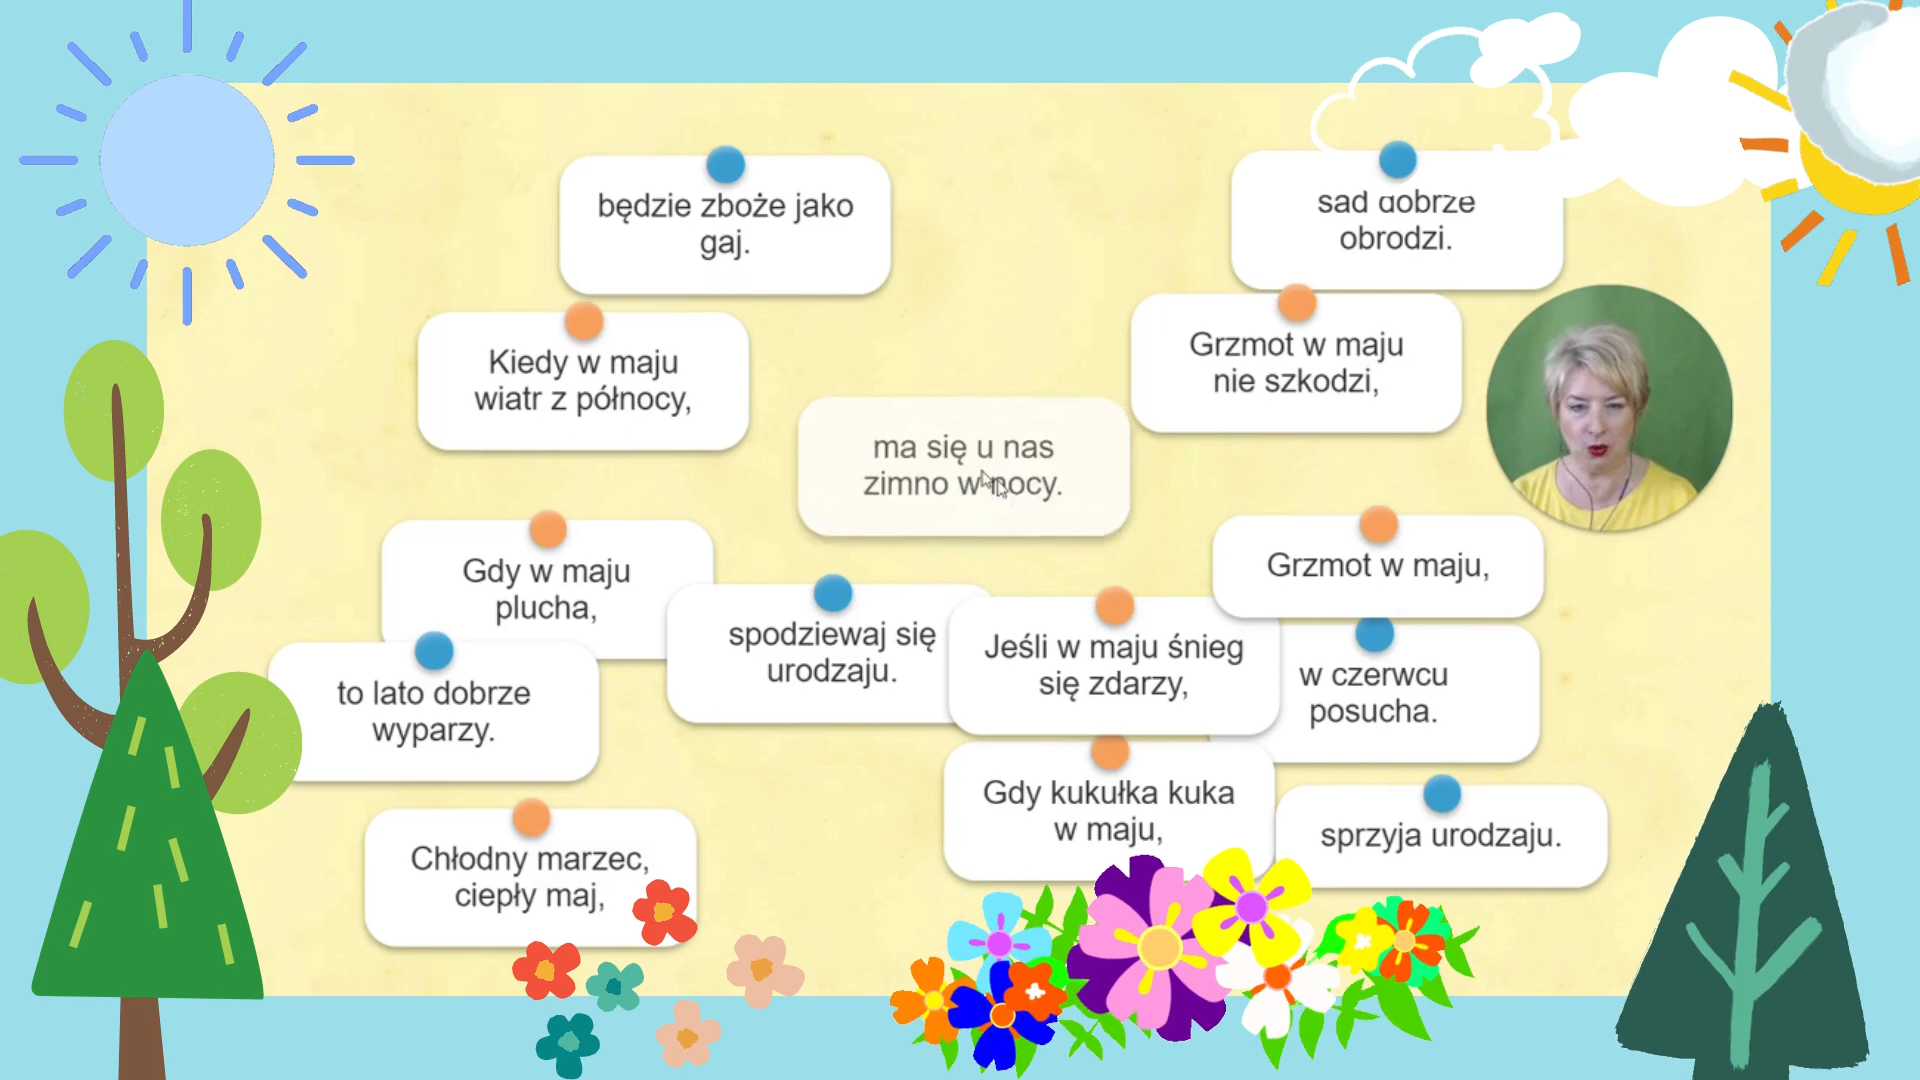 będzie zboże jako
gaj.
sad dobrze
obrodzi.
Kiedy w maju
wiatr z północy,
Grzmot w maju
nie szkodzi,
ma się u nas
zimno w nocy.
Gdy w maju
plucha,
Grzmot w maju,
spodziewaj się
urodzaju.
Jeśli w maju śnieg
się zdarzy,
to lato dobrze
wyparzy.
w czerwcu
posucha.
Gdy kukułka kuka
w maju,
sprzyja urodzaju.
Chłodny marzec,
ciepły maj,